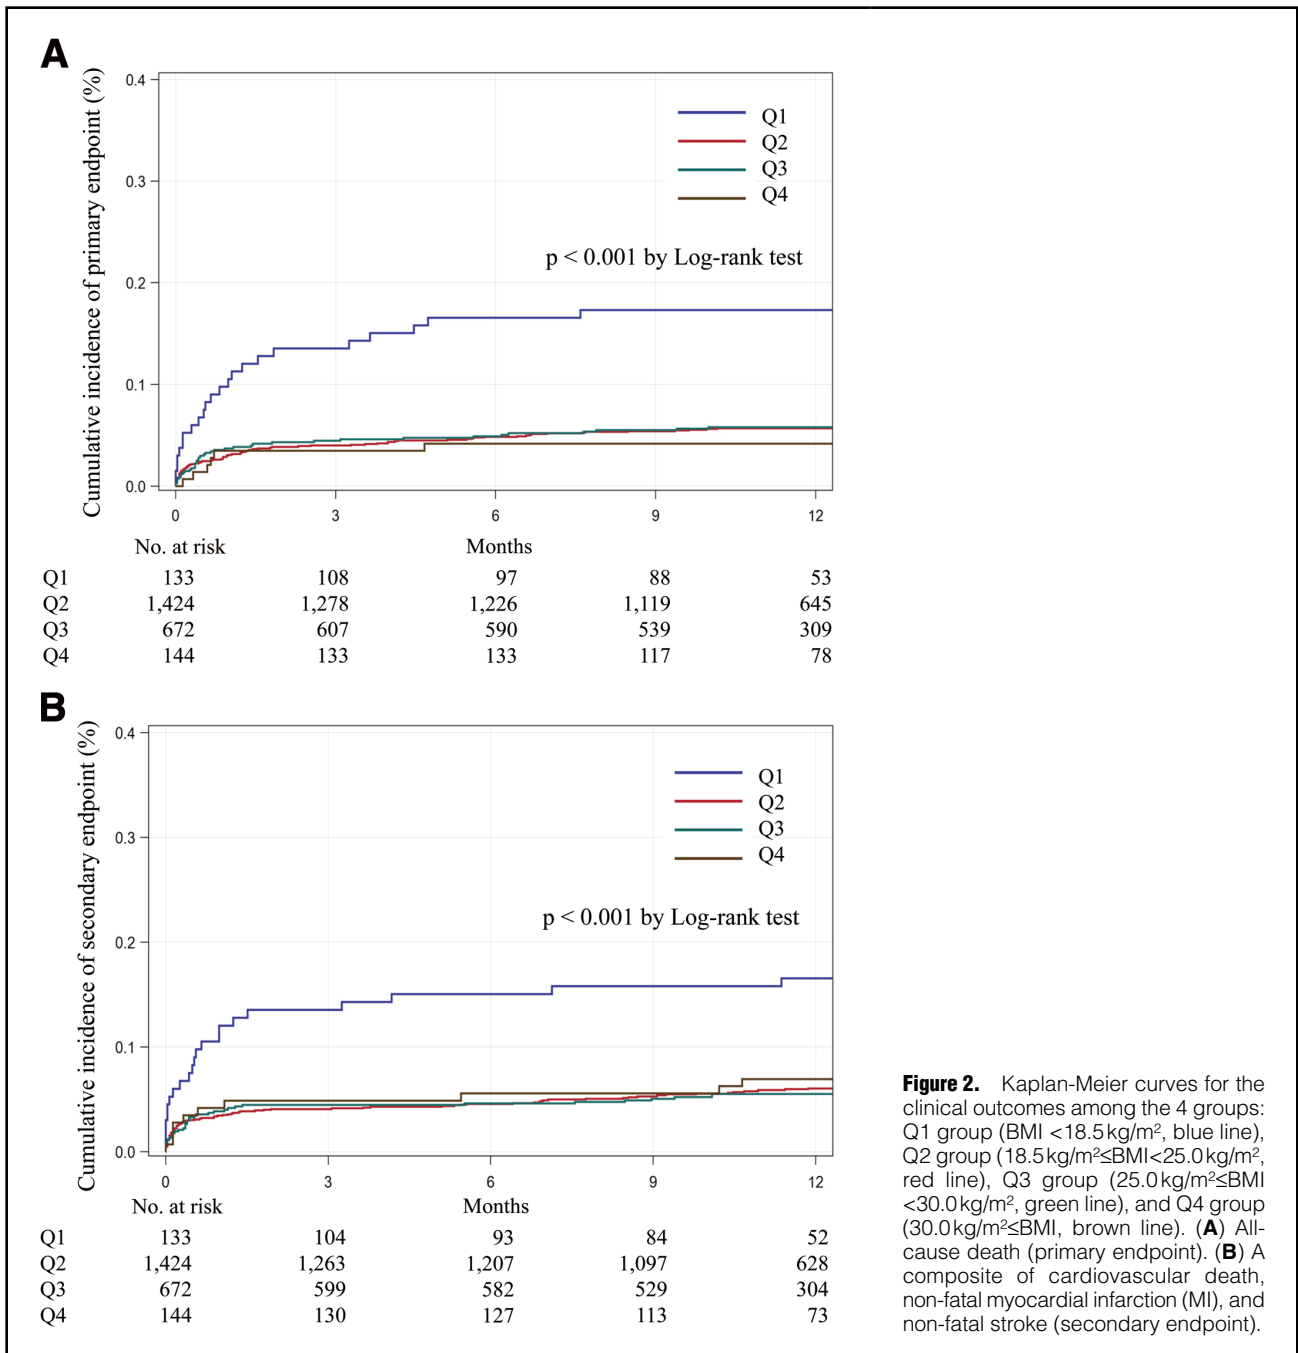 A
Cumulative incidence of primary endpoint (%)
0.4
0.3
0.2
0.1
0.0
Q1
Q2
Q3
Q4
p < 0.001 by Log-rank test
0 3 6 9 12
No. at risk Months
Q1 133 108 97 88 53
Q2 1,424 1,278 1,226 1,119 645
Q3 672 607 590 539 309
Q4 144 133 133 117 78
B
Cumulative incidence of secondary endpoint (%)
0.4
0.3
0.2
0.1
0.0
Q1
Q2
Q3
Q4
p < 0.001 by Log-rank test
0 3 6 9 12
No. at risk Months
Q1 133 104 93 84 52
Q2 1,424 1,263 1,207 1,097 628
Q3 672 599 582 529 304
Q4 144 130 127 113 73
Figure 2. Kaplan-Meier curves for the
clinical outcomes among the 4 groups:
Q1 group (BMI <18.5 kg/m², blue line),
Q2 group (18.5 kg/m²≤BMI<25.0 kg/m²,
red line), Q3 group (25.0 kg/m²≤BMI
<30.0 kg/m², green line), and Q4 group
(30.0 kg/m²≤BMI, brown line). (A) All-
cause death (primary endpoint). (B) A
composite of cardiovascular death,
non-fatal myocardial infarction (MI), and
non-fatal stroke (secondary endpoint).